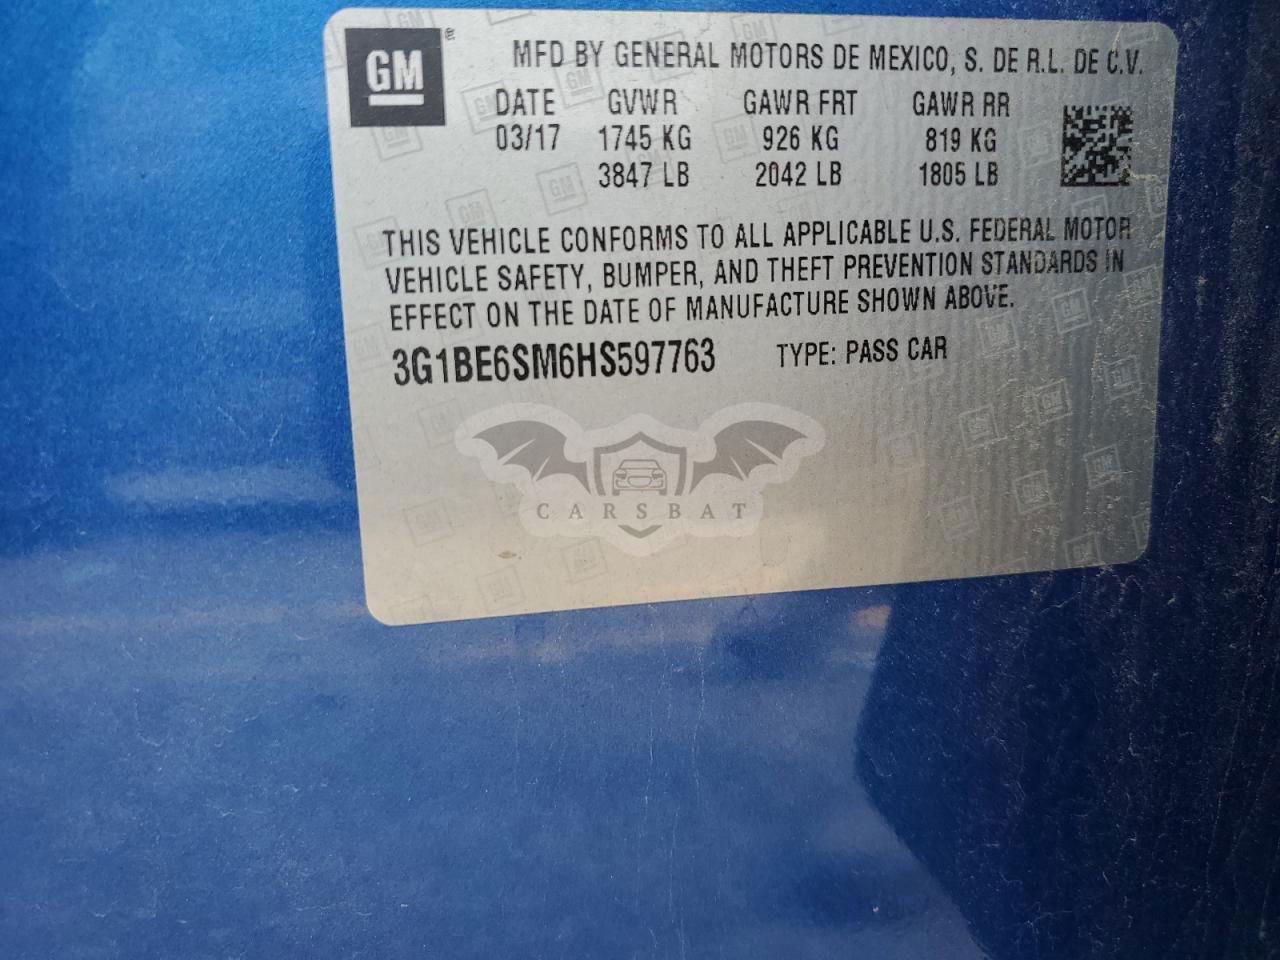 GM
MFD BY GENERAL MOTORS DE MEXICO, S. DE R.L. DE C.V.
DATE GVWR GAWR FRT GAWR RR
03/17 1745 KG 926 KG 819 KG
3847 LB 2042 LB 1805 LB
THIS VEHICLE CONFORMS TO ALL APPLICABLE U.S. FEDERAL MOTOR
VEHICLE SAFETY, BUMPER, AND THEFT PREVENTION STANDARDS IN
EFFECT ON THE DATE OF MANUFACTURE SHOWN ABOVE.
3G1BE6SM6HS597763 TYPE: PASS CAR
CARSBAT